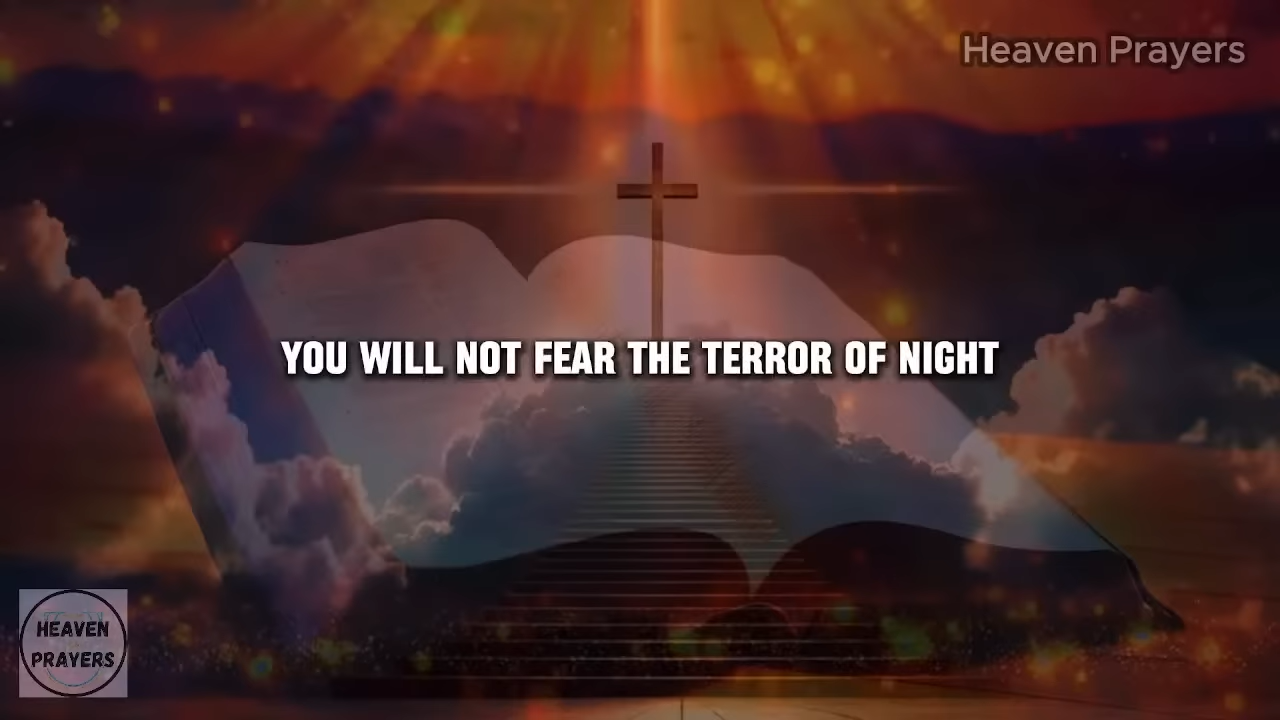 Heaven Prayers
YOU WILL NOT FEAR THE TERROR OF NIGHT
HEAVEN
PRAYERS